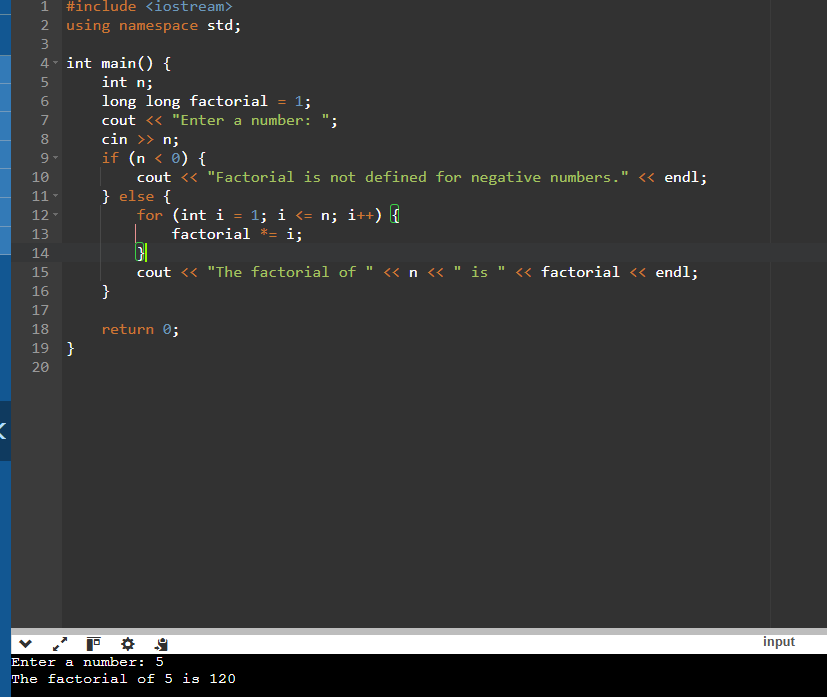 1 #include <iostream>
2 using namespace std;
3
4 int main() {
5     int n;
6     long long factorial = 1;
7     cout << "Enter a number: ";
8     cin >> n;
9     if (n < 0) {
10         cout << "Factorial is not defined for negative numbers." << endl;
11     } else {
12         for (int i = 1; i <= n; i++) {
13             factorial *= i;
14         }
15         cout << "The factorial of " << n << " is " << factorial << endl;
16     }
17
18     return 0;
19 }
20
input
Enter a number: 5
The factorial of 5 is 120